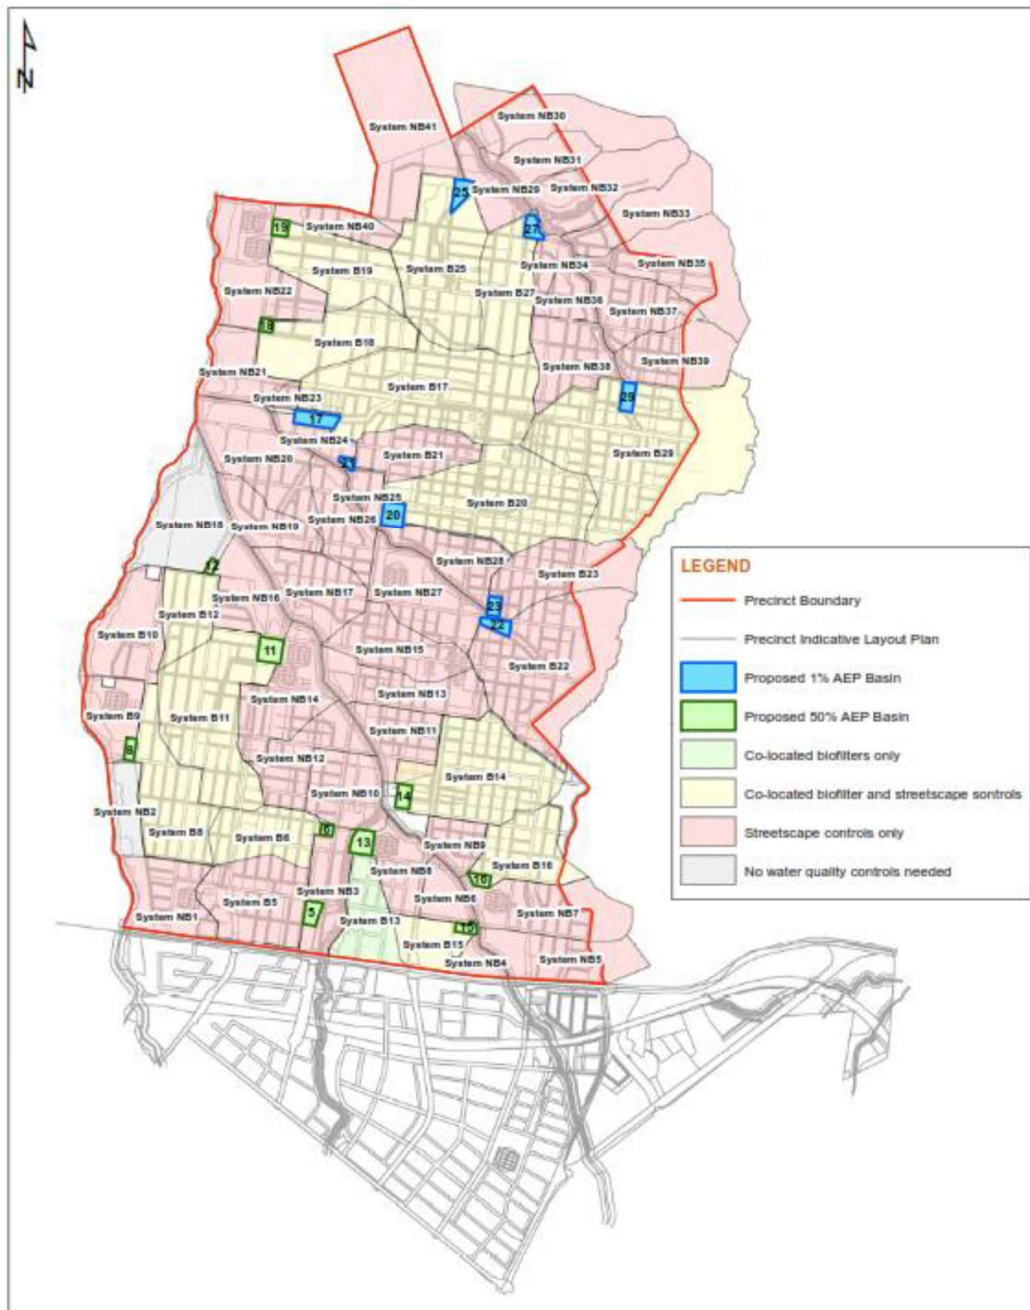 N
System NB41
System NB30
System NB31
25
System NB29
System NB32
System NB33
19
System NB40
27
System B19
System B25
System NB34
System NB35
System NB22
System B27
System NB36
System NB37
18
System B18
System NB39
System NB38
System NB21
System B17
System NB23
29
17
System NB24
System NB20
21
System B21
System B29
System NB25
System B20
20
System NB18
System NB19
System NB26
System NB28
System B23
System NB16
System NB17
System NB27
23
System B12
22
System B10
11
System NB15
System B22
System NB14
System NB13
System B9
System B11
System NB11
8
System NB12
System B14
System NB10
14
System NB2
System B8
System B6
6
13
System NB9
System B16
System NB8
16
System NB3
System B5
System NB6
5
System NB1
System B13
System NB7
System B15
15
System NB4
System NB5
LEGEND
Precinct Boundary
Precinct Indicative Layout Plan
Proposed 1% AEP Basin
Proposed 50% AEP Basin
Co-located biofilters only
Co-located biofilter and streetscape sontrols
Streetscape controls only
No water quality controls needed